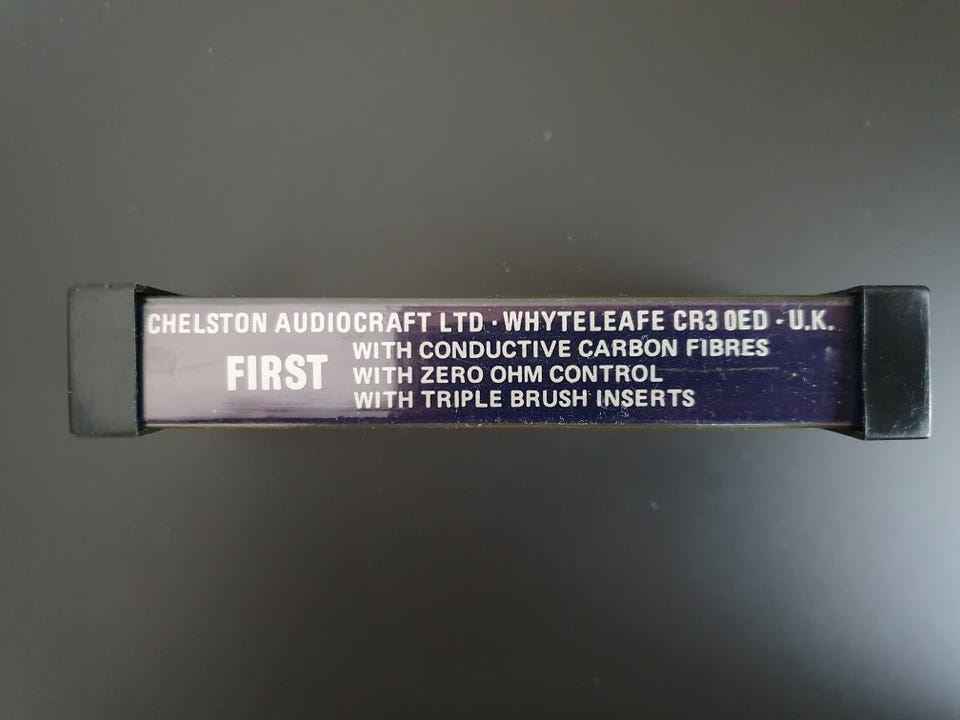 CHELSTON AUDIOCRAFT LTD · WHYTELEAFE CR3 0ED · U.K.
FIRST
WITH CONDUCTIVE CARBON FIBRES
WITH ZERO OHM CONTROL
WITH TRIPLE BRUSH INSERTS